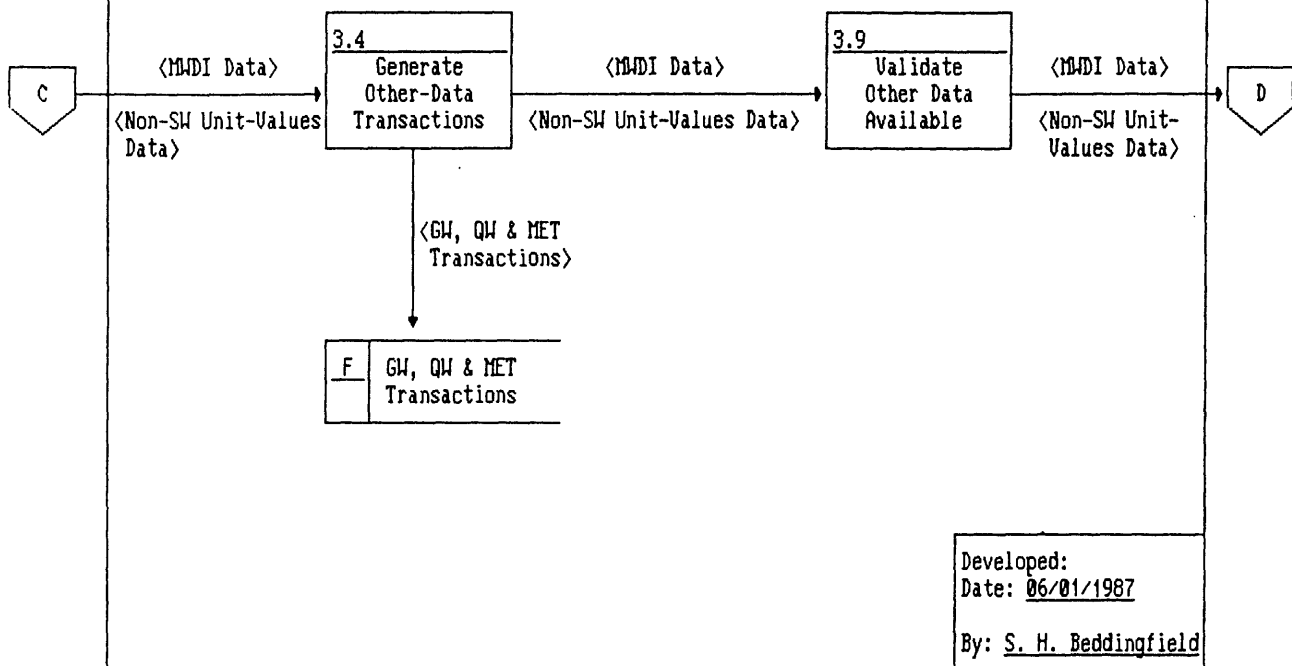 C
<MWDI Data>
<Non-SW Unit-Values
Data>
3.4
Generate
Other-Data
Transactions
<MWDI Data>
<Non-SW Unit-Values Data>
3.9
Validate
Other Data
Available
<MWDI Data>
<Non-SW Unit-
Values Data>
D
<GW, QW & MET
Transactions>
F
GW, QW & MET
Transactions
Developed:
Date: 06/01/1987
By: S. H. Beddingfield